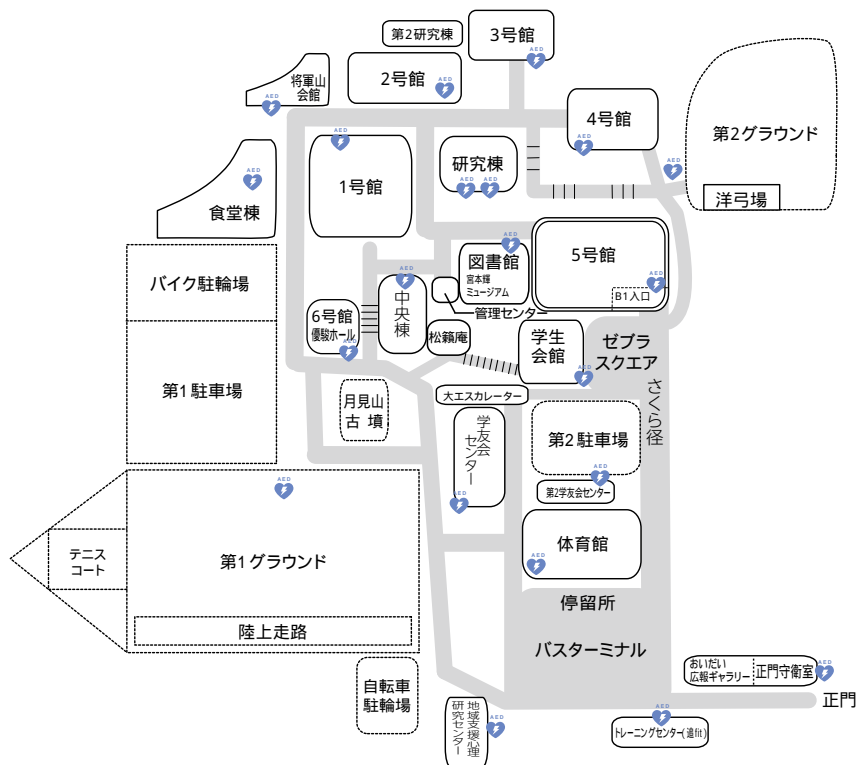 第2研究棟
3号館
AED
2号館
AED
将軍山
会館
AED
4号館
AED
第2グラウンド
AED
洋弓場
AED
1号館
研究棟
AED
AED
AED
食堂棟
AED
図書館
宮本輝
ミュージアム
5号館
AED
B1入口
バイク駐輪場
AED
中央棟
管理センター
6号館
優駿ホール
AED
松籟庵
学生
会館
AED
ゼブラ
スクエア
さくら径
第1駐車場
月見山
古 墳
大エスカレーター
学友会
センター
AED
第2駐車場
AED
第2学友会センター
AED
第1グラウンド
テニス
コート
体育館
AED
陸上走路
停留所
バスターミナル
自転車
駐輪場
おいだい
広報ギャラリー
正門守衛室
AED
正門
地域支援心理
研究センター
AED
AED
トレーニングセンター(追fit)